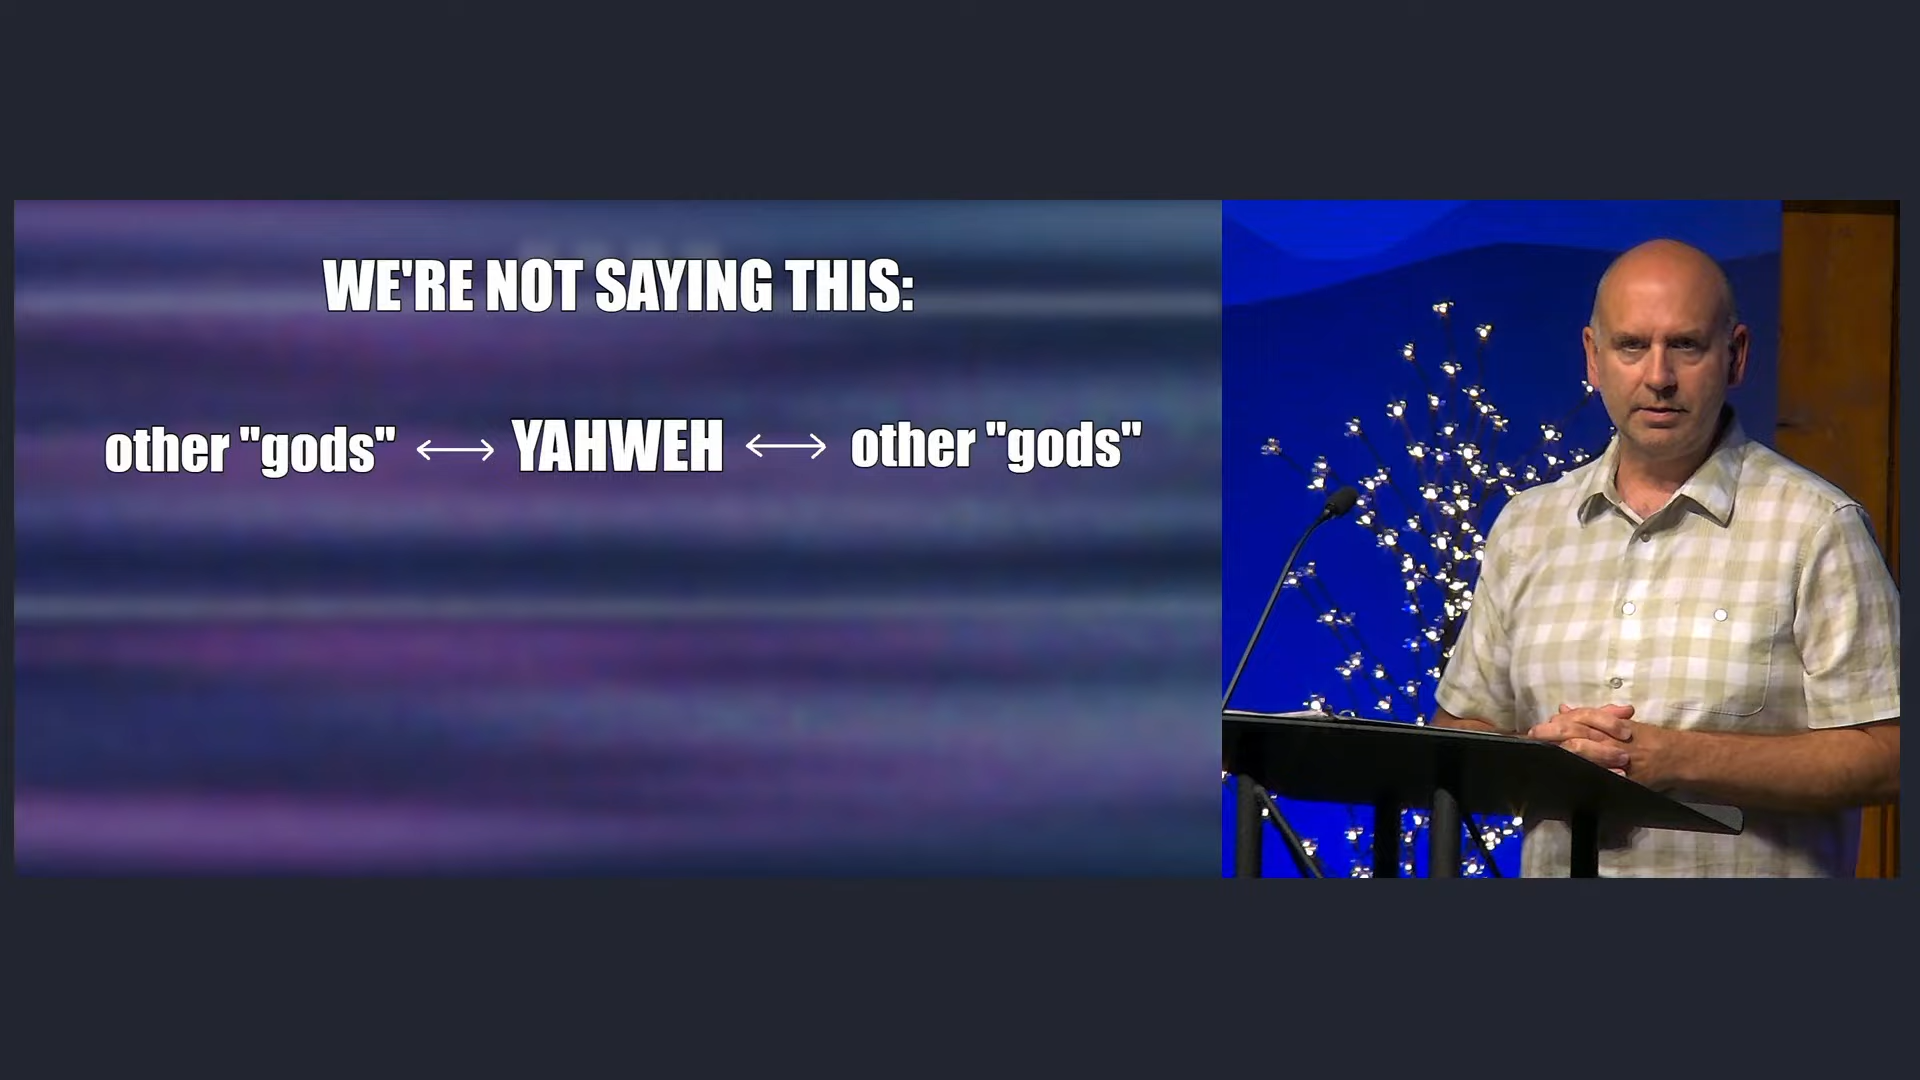 WE'RE NOT SAYING THIS:
other "gods" ↔ YAHWEH ↔ other "gods"